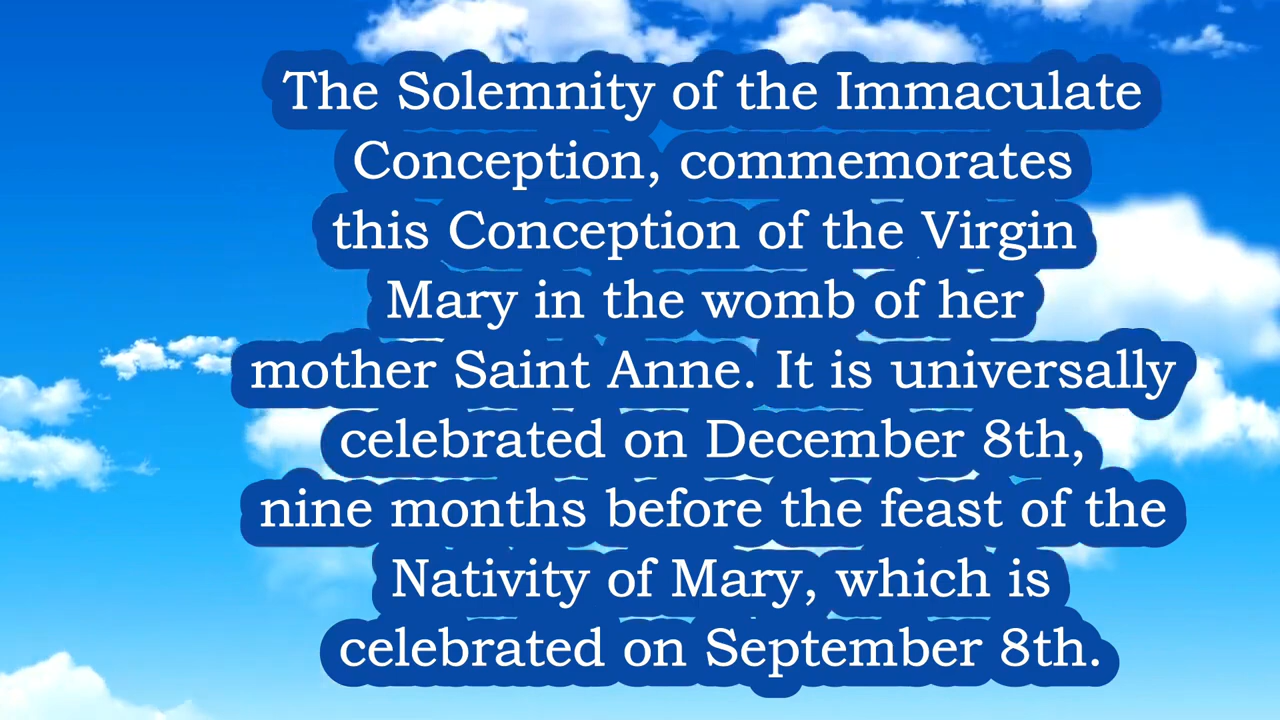 The Solemnity of the Immaculate
Conception, commemorates
this Conception of the Virgin
Mary in the womb of her
mother Saint Anne. It is universally
celebrated on December 8th,
nine months before the feast of the
Nativity of Mary, which is
celebrated on September 8th.